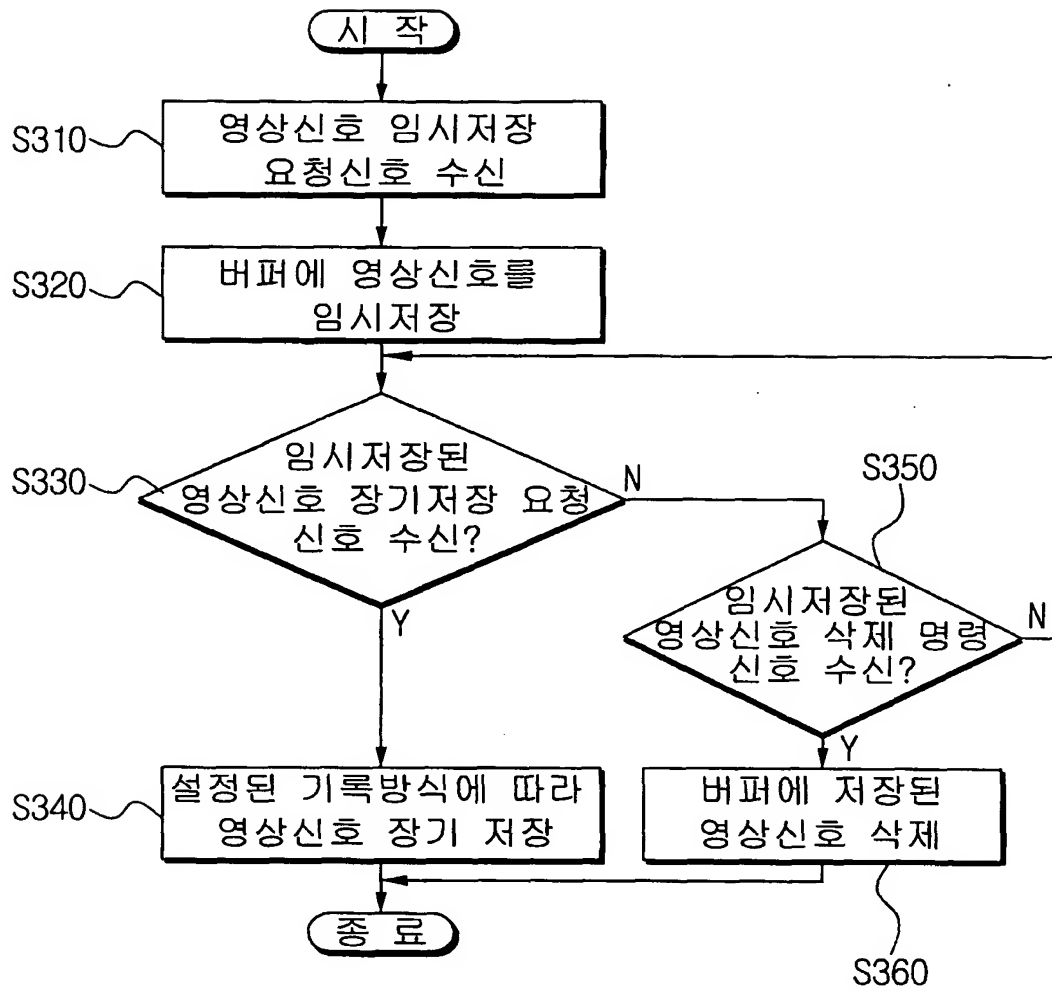 시 작
S310
영상신호 임시저장
요청신호 수신
S320
버퍼에 영상신호를
임시저장
S330
임시저장된
영상신호 장기저장 요청
신호 수신?
N
Y
S350
임시저장된
영상신호 삭제 명령
신호 수신?
N
Y
S340
설정된 기록방식에 따라
영상신호 장기 저장
버퍼에 저장된
영상신호 삭제
S360
종 료